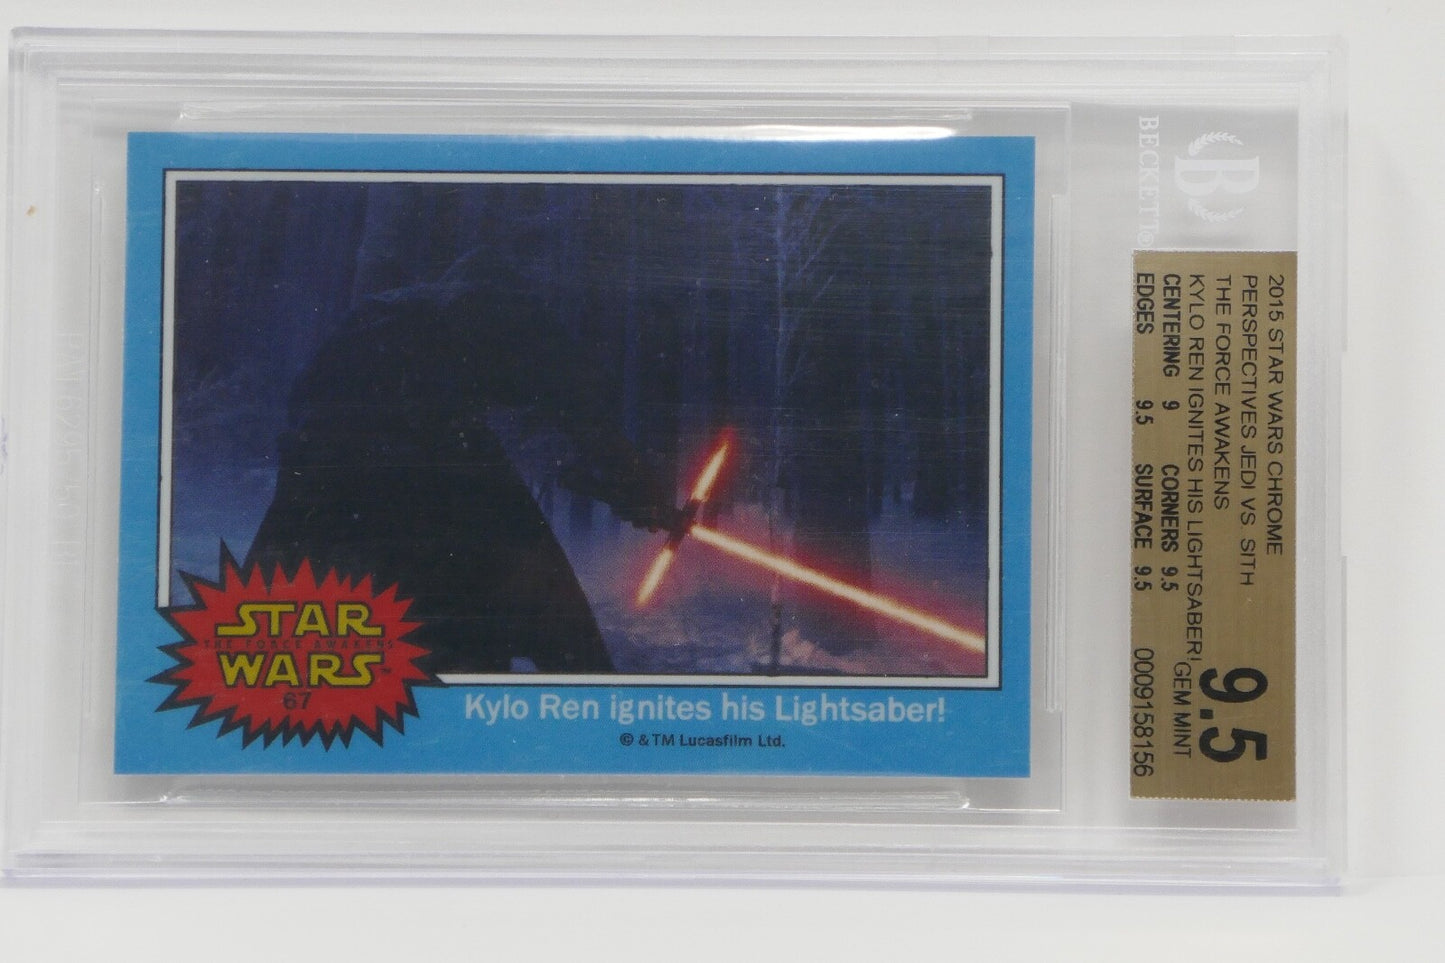 STAR
THE FORCE AWAKENS
WARS™
67
Kylo Ren ignites his Lightsaber!
© & TM Lucasfilm Ltd.
B
BECKETT®
2015 STAR WARS CHROME
PERSPECTIVES JEDI VS SITH
THE FORCE AWAKENS
KYLO REN IGNITES HIS LIGHTSABER!
CENTERING 9 CORNERS 9.5
EDGES 9.5 SURFACE 9.5
9.5
GEM MINT
0009158156